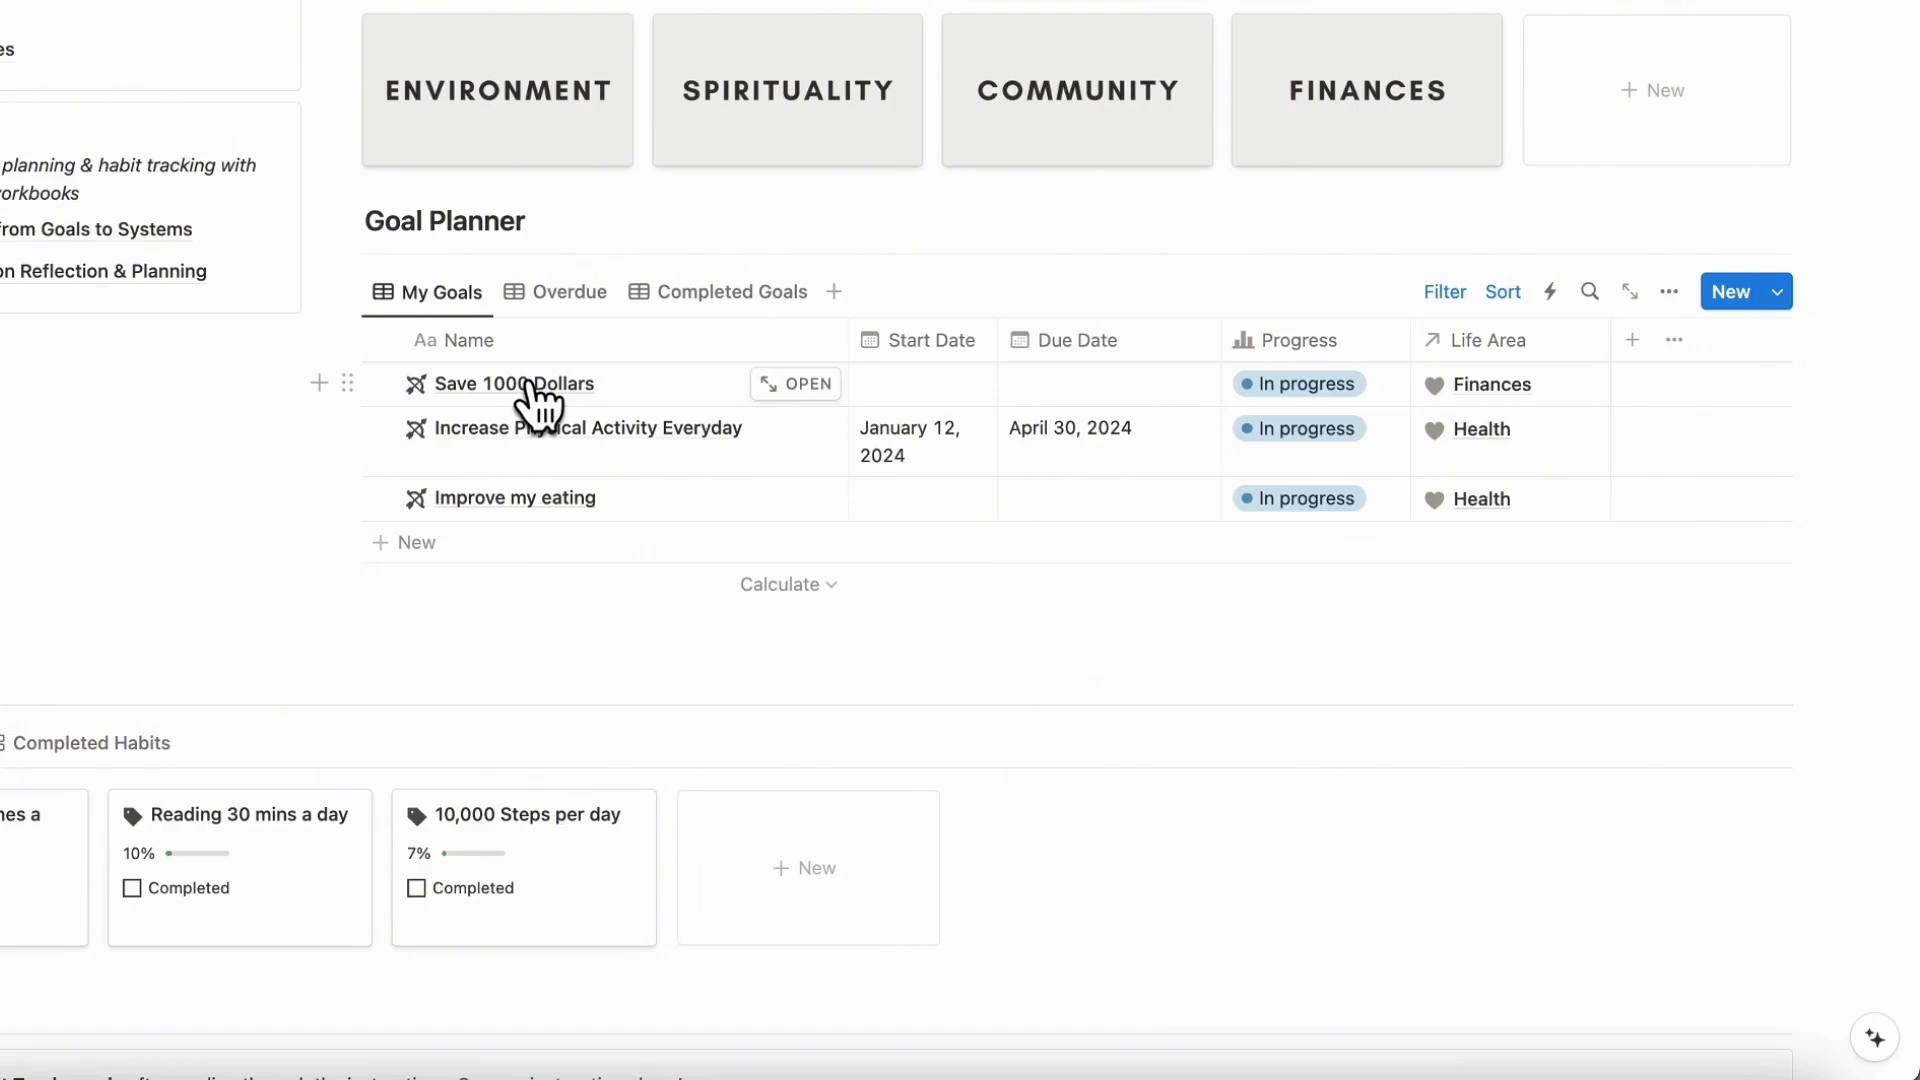 es
ENVIRONMENT
SPIRITUALITY
COMMUNITY
FINANCES
+ New
planning & habit tracking with
orkbooks
from Goals to Systems
on Reflection & Planning
Goal Planner
My Goals
Overdue
Completed Goals
Filter
Sort
New
Aa Name
Start Date
Due Date
Progress
Life Area
Save 1000 Dollars
OPEN
In progress
Finances
Increase Physical Activity Everyday
January 12,
2024
April 30, 2024
In progress
Health
Improve my eating
In progress
Health
+ New
Calculate
Completed Habits
nes a
Reading 30 mins a day
10%
Completed
10,000 Steps per day
7%
Completed
+ New